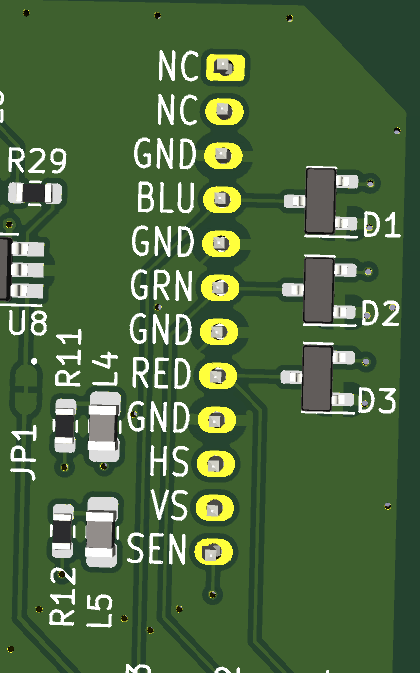 NC
NC
R29
GND
BLU
D1
GND
GRN
D2
U8
GND
R11
L4
RED
D3
GND
JP1
HS
VS
SEN
R12
L5